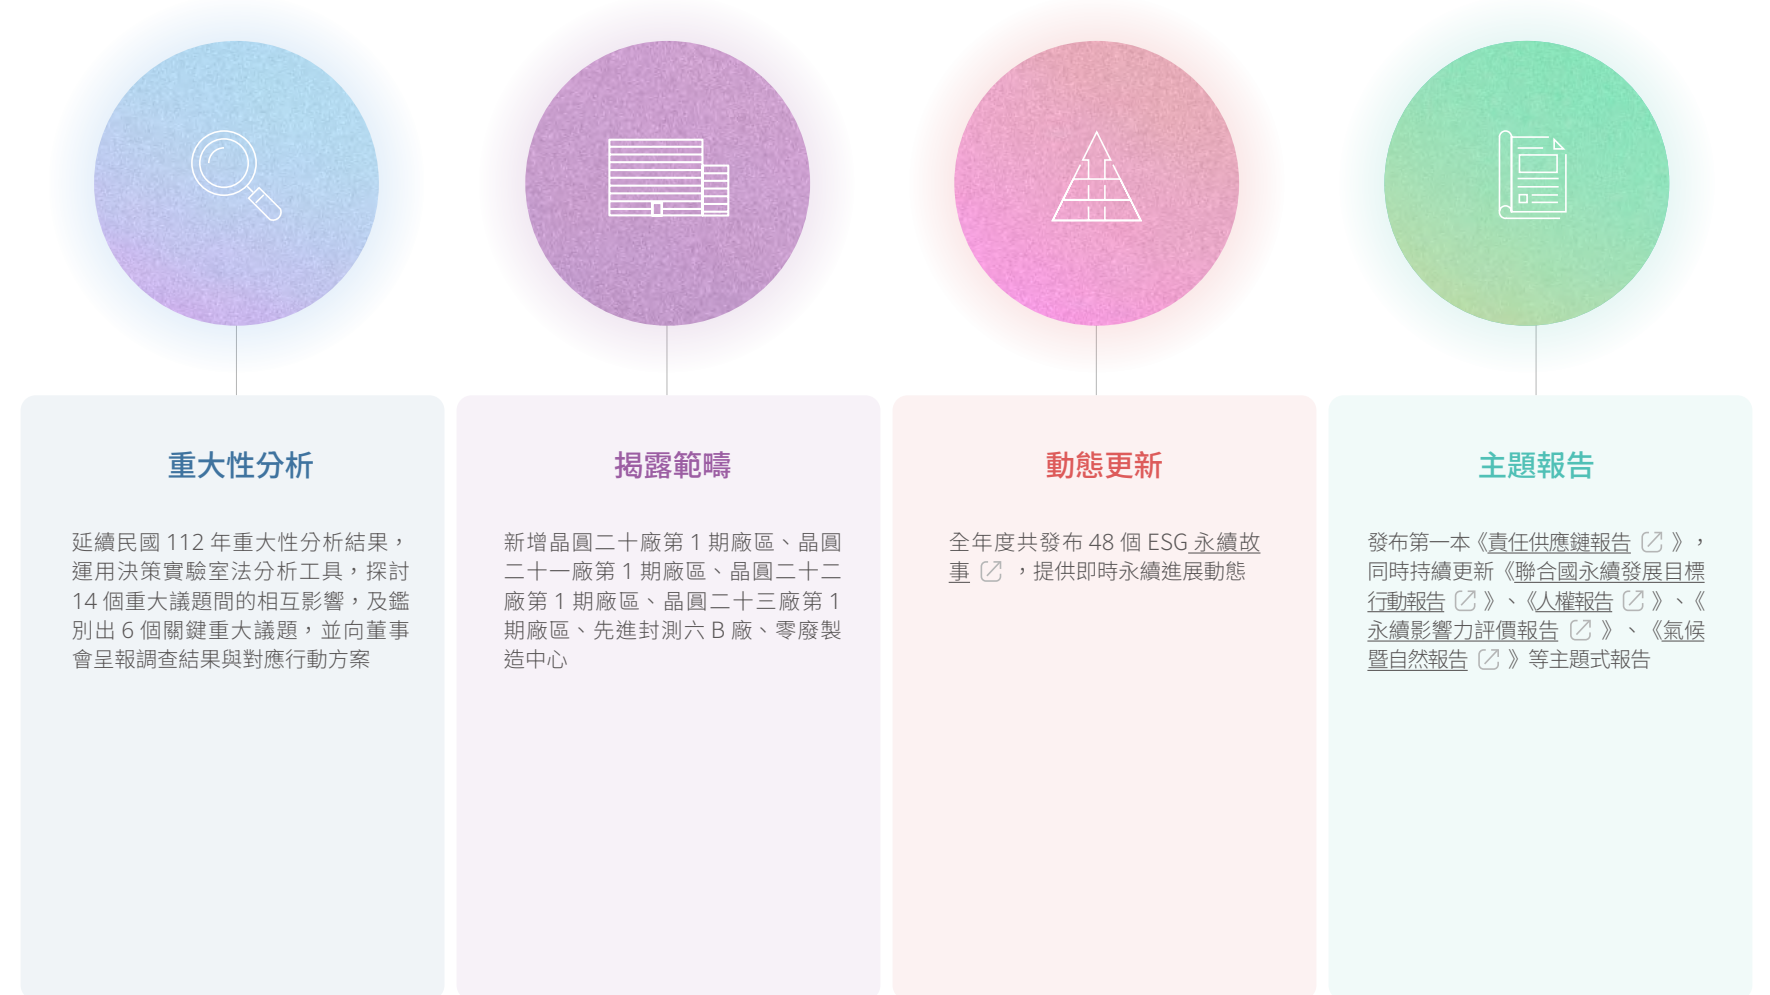 重大性分析
延續民國 112 年重大性分析結果，
運用決策實驗室法分析工具，探討
14 個重大議題間的相互影響，及鑑
別出 6 個關鍵重大議題，並向董事
會呈報調查結果與對應行動方案
揭露範疇
新增晶圓二十廠第 1 期廠區、晶圓
二十一廠第 1 期廠區、晶圓二十二
廠第 1 期廠區、晶圓二十三廠第 1
期廠區、先進封測六 B 廠、零廢製
造中心
動態更新
全年度共發布 48 個 ESG 永續故
事，提供即時永續進展動態
主題報告
發布第一本《責任供應鏈報告》，
同時持續更新《聯合國永續發展目標
行動報告》、《人權報告》、《
永續影響力評價報告》、《氣候
暨自然報告》等主題式報告